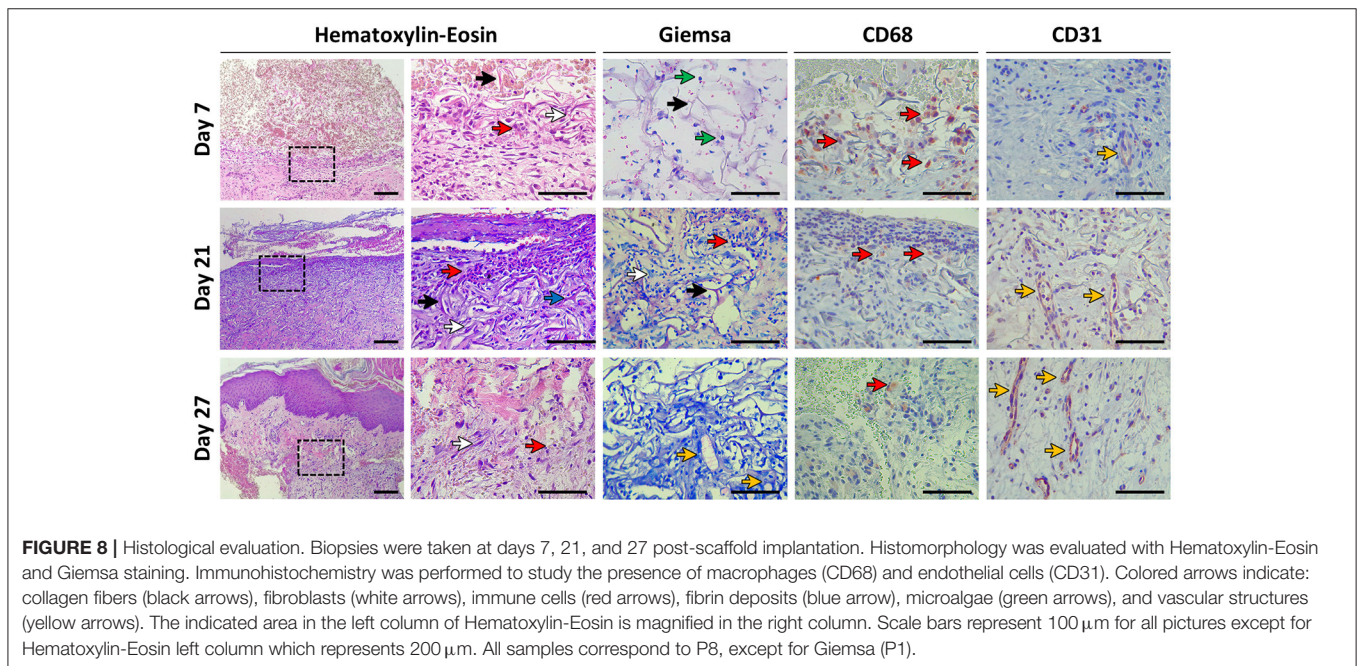 Hematoxylin-Eosin Giemsa CD68 CD31
Day 7
Day 21
Day 27
FIGURE 8 | Histological evaluation. Biopsies were taken at days 7, 21, and 27 post-scaffold implantation. Histomorphology was evaluated with Hematoxylin-Eosin
and Giemsa staining. Immunohistochemistry was performed to study the presence of macrophages (CD68) and endothelial cells (CD31). Colored arrows indicate:
collagen fibers (black arrows), fibroblasts (white arrows), immune cells (red arrows), fibrin deposits (blue arrow), microalgae (green arrows), and vascular structures
(yellow arrows). The indicated area in the left column of Hematoxylin-Eosin is magnified in the right column. Scale bars represent 100 μm for all pictures except for
Hematoxylin-Eosin left column which represents 200 μm. All samples correspond to P8, except for Giemsa (P1).